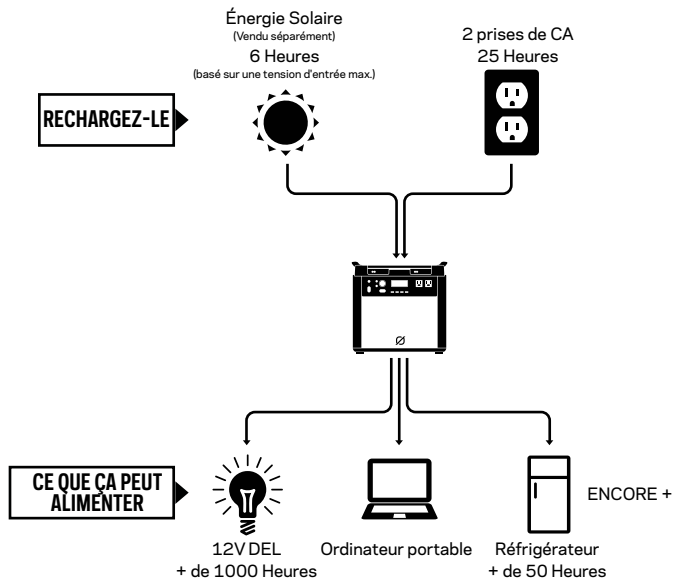 Énergie Solaire
(Vendu séparément)
6 Heures
(basé sur une tension d'entrée max.)
2 prises de CA
25 Heures
RECHARGEZ-LE
CE QUE ÇA PEUT
ALIMENTER
ENCORE +
12V DEL
+ de 1000 Heures
Ordinateur portable
Réfrigérateur
+ de 50 Heures